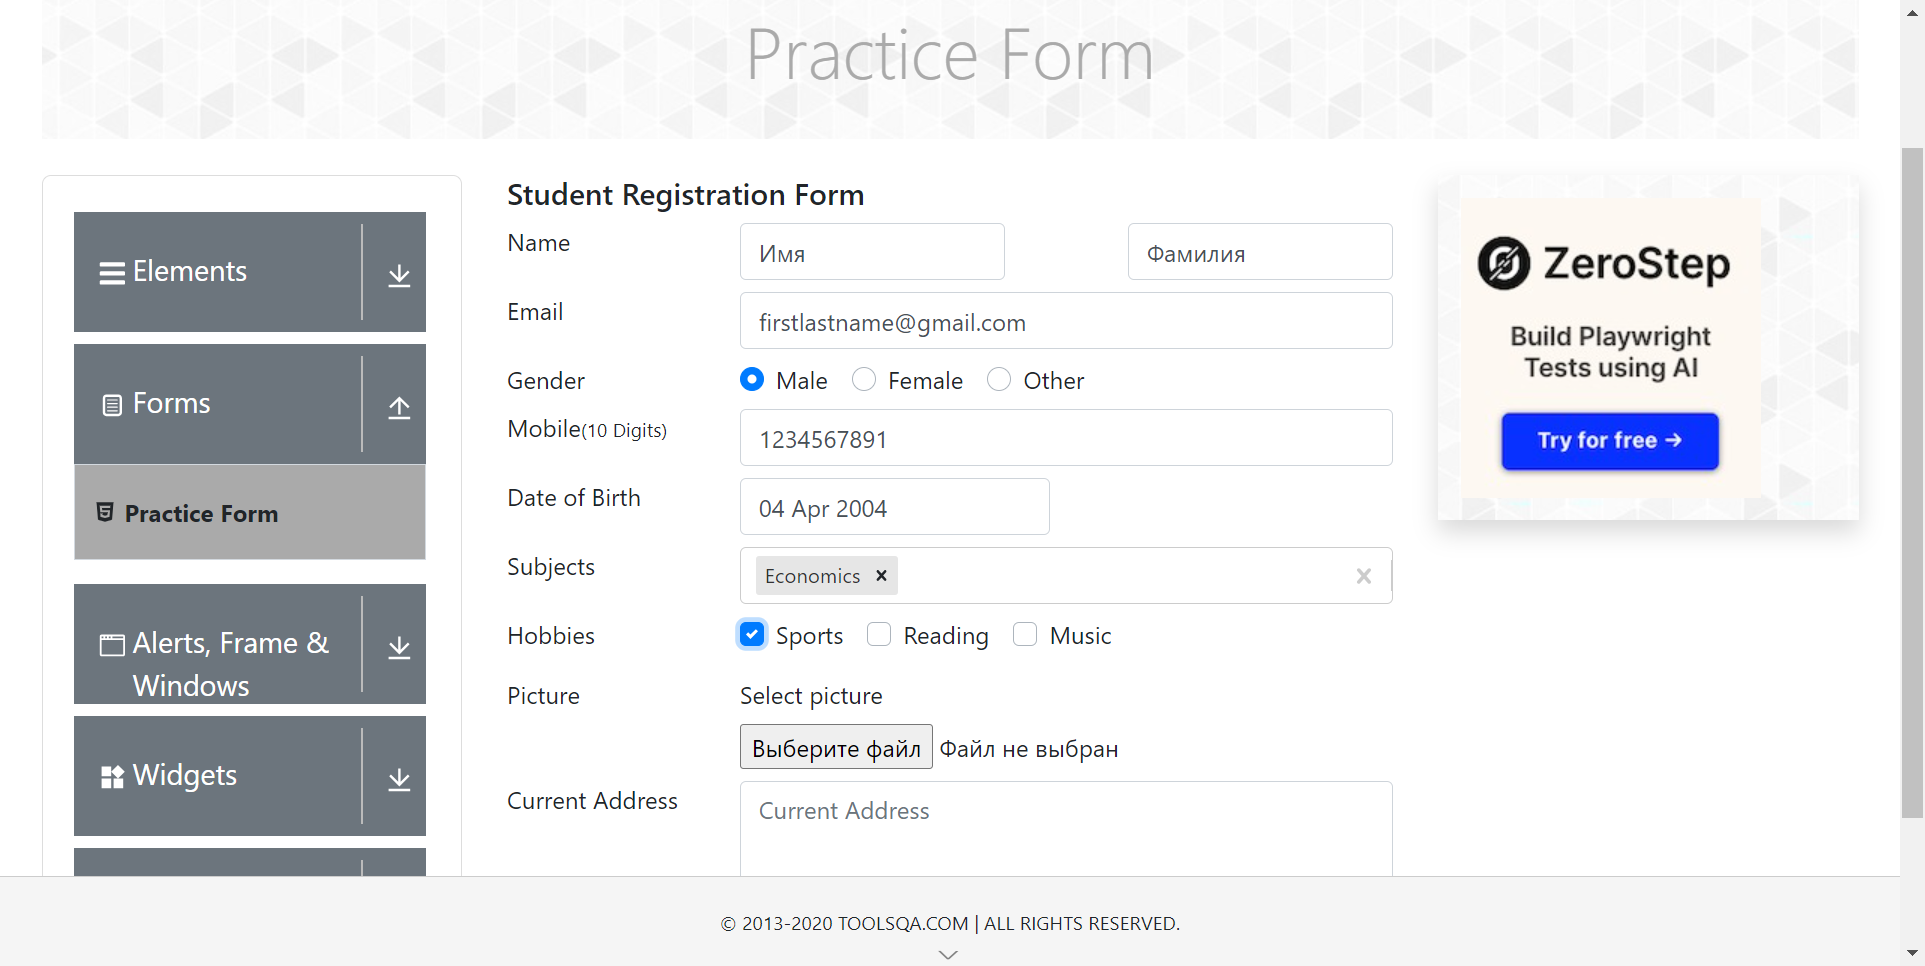 Practice Form
Elements
Forms
Practice Form
Alerts, Frame &
Windows
Widgets
Student Registration Form
Name
Имя
Фамилия
Email
firstlastname@gmail.com
Gender
Male
Female
Other
Mobile(10 Digits)
1234567891
Date of Birth
04 Apr 2004
Subjects
Economics
Hobbies
Sports
Reading
Music
Picture
Select picture
Выберите файл Файл не выбран
Current Address
Current Address
ZeroStep
Build Playwright
Tests using AI
Try for free →
© 2013-2020 TOOLSQA.COM | ALL RIGHTS RESERVED.